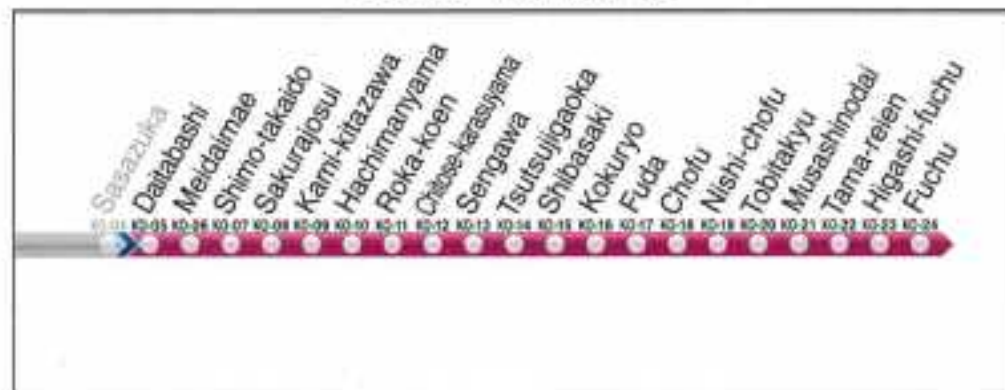 Sasazuka
Daitabashi
Meidaimae
Shimo-takaido
Sakurajosui
Kami-kitazawa
Hachimanyama
Roka-koen
Chitose-karasuyama
Sengawa
Tsutsujigaoka
Shibasaki
Kokuryo
Fuda
Chofu
Nishi-chofu
Tobitakyu
Musashinodai
Tama-reien
Higashi-fuchu
Fuchu
KO-04 KO-05 KO-06 KO-07 KO-08 KO-09 KO-10 KO-11 KO-12 KO-13 KO-14 KO-15 KO-16 KO-17 KO-18 KO-19 KO-20 KO-21 KO-22 KO-23 KO-24